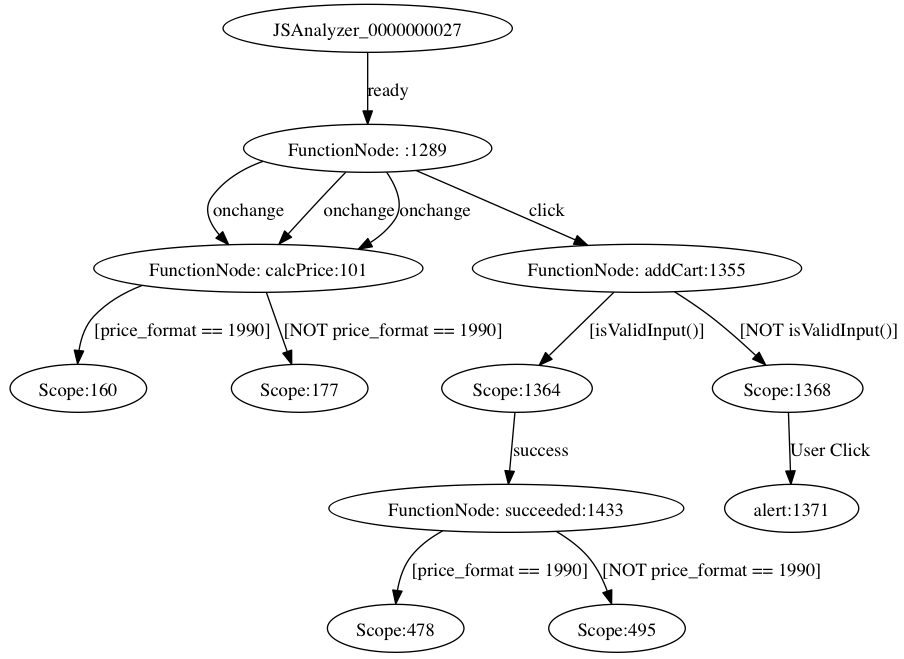 JSAnalyzer_0000000027
ready
FunctionNode: :1289
onchange onchange onchange click
FunctionNode: calcPrice:101 FunctionNode: addCart:1355
[price_format == 1990] [NOT price_format == 1990] [isValidInput()] [NOT isValidInput()]
Scope:160 Scope:177 Scope:1364 Scope:1368
success User Click
FunctionNode: succeeded:1433 alert:1371
[price_format == 1990] [NOT price_format == 1990]
Scope:478 Scope:495